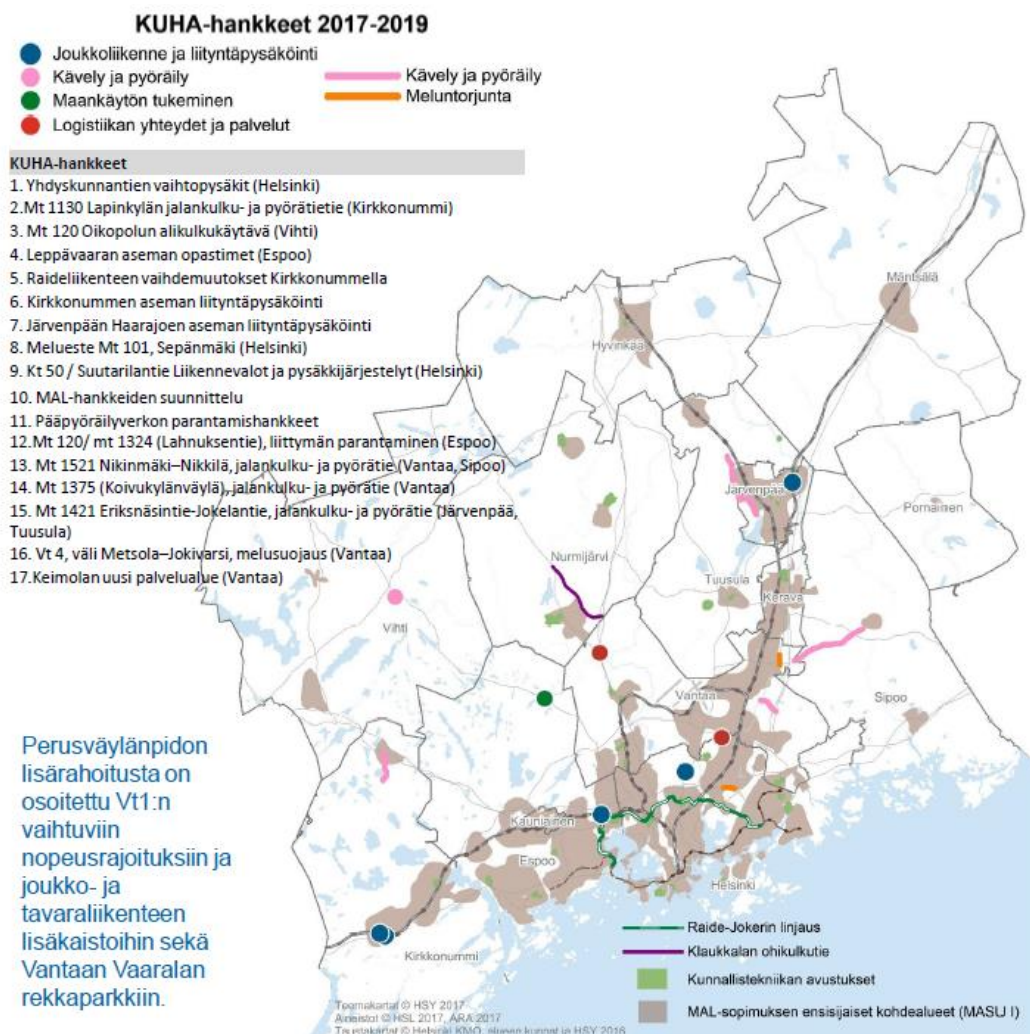 KUHA-hankkeet 2017-2019
Joukkoliikenne ja liityntäpysäköinti
Kävely ja pyöräily
Kävely ja pyöräily
Maankäytön tukeminen
Meluntorjunta
Logistiikan yhteydet ja palvelut
KUHA-hankkeet
1. Yhdyskunnantien vaihtopysäkit (Helsinki)
2.Mt 1130 Lapinkylän jalankulku- ja pyörätietie (Kirkkonummi)
3. Mt 120 Oikopolun alikulkukäytävä (Vihti)
4. Leppävaaran aseman opastimet (Espoo)
5. Raideliikenteen vaihdemuutokset Kirkkonummella
6. Kirkkonummen aseman liityntäpysäköinti
7. Järvenpään Haarajoen aseman liityntäpysäköinti
8. Melueste Mt 101, Sepänmäki (Helsinki)
9. Kt 50 / Suutarilantie Liikennevalot ja pysäkkijärjestelyt (Helsinki)
10. MAL-hankkeiden suunnittelu
11. Pääpyöräilyverkon parantamishankkeet
12.Mt 120/ mt 1324 (Lahnuksentie), liittymän parantaminen (Espoo)
13. Mt 1521 Nikinmäki–Nikkilä, jalankulku- ja pyörätie (Vantaa, Sipoo)
14. Mt 1375 (Koivukylänväylä), jalankulku- ja pyörätie (Vantaa)
15. Mt 1421 Eriksnäsintie-Jokelantie, jalankulku- ja pyörätie (Järvenpää,
Tuusula)
16. Vt 4, väli Metsola–Jokivarsi, melusuojaus (Vantaa)
17.Keimolan uusi palvelualue (Vantaa)
Mäntsälä
Hyvinkää
Järvenpää
Pornainen
Nurmijärvi
Tuusula
Kerava
Vihti
Vantaa
Sipoo
Kauniainen
Espoo
Helsinki
Kirkkonummi
Perusväylänpidon
lisärahoitusta on
osoitettu Vt1:n
vaihtuviin
nopeusrajoituksiin ja
joukko- ja
tavaraliikenteen
lisäkaistoihin sekä
Vantaan Vaaralan
rekkaparkkiin.
Raide-Jokerin linjaus
Klaukkalan ohikulkutie
Kunnallistekniikan avustukset
MAL-sopimuksen ensisijaiset kohdealueet (MASU I)
Teemakartat © HSY 2017
Aineistot © HSL 2017, ARA 2017
Taustakartat © Helsinki KMO, alueen kunnat ja HSY 2016